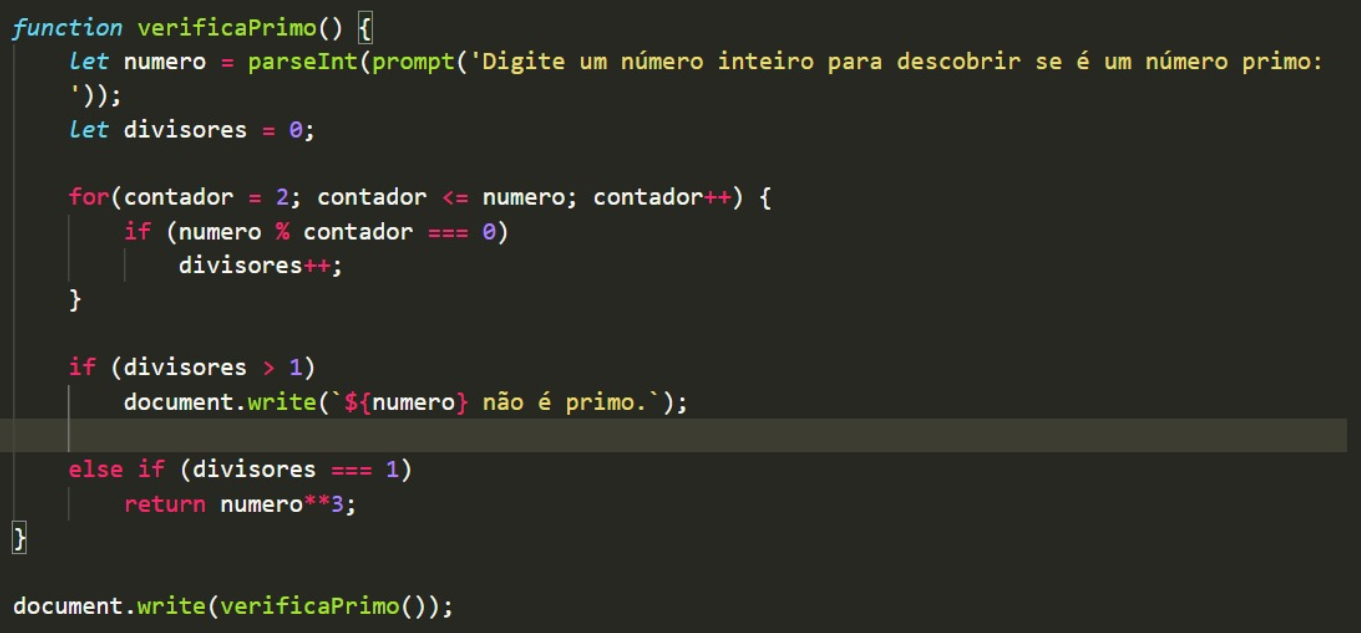 function verificaPrimo() {
let numero = parseInt(prompt('Digite um número inteiro para descobrir se é um número primo:
'));
let divisores = 0;
for(contador = 2; contador <= numero; contador++) {
if (numero % contador === 0)
divisores++;
}
if (divisores > 1)
document.write(`${numero} não é primo.`);
else if (divisores === 1)
return numero**3;
}
document.write(verificaPrimo());